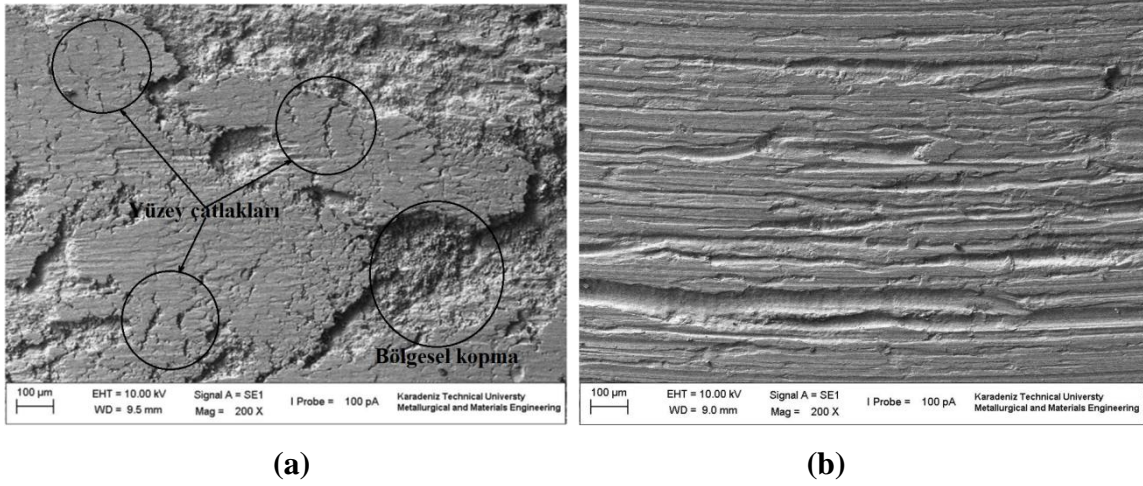 Yüzey çatlakları
Bölgesel kopma
100 µm
EHT = 10.00 kV
WD = 9.5 mm
Signal A = SE1
Mag = 200 X
I Probe = 100 pA
Karadeniz Technical Universty
Metallurgical and Materials Engineering
100 µm
EHT = 10.00 kV
WD = 9.0 mm
Signal A = SE1
Mag = 200 X
I Probe = 100 pA
Karadeniz Technical Universty
Metallurgical and Materials Engineering
(a)
(b)